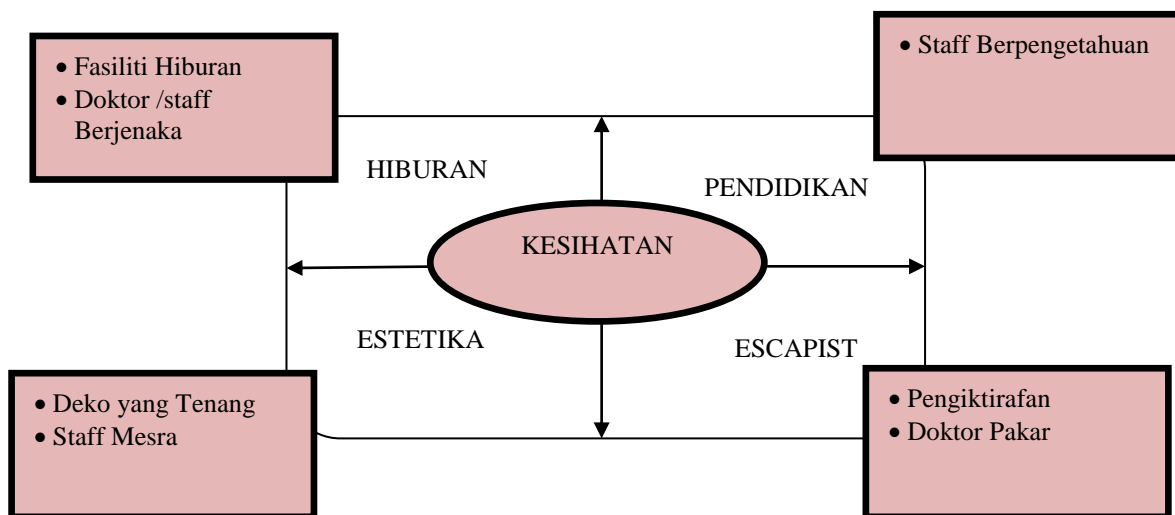 • Fasiliti Hiburan
• Doktor /staff
Berjenaka
• Staff Berpengetahuan
HIBURAN
PENDIDIKAN
KESIHATAN
ESTETIKA
ESCAPIST
• Deko yang Tenang
• Staff Mesra
• Pengiktirafan
• Doktor Pakar